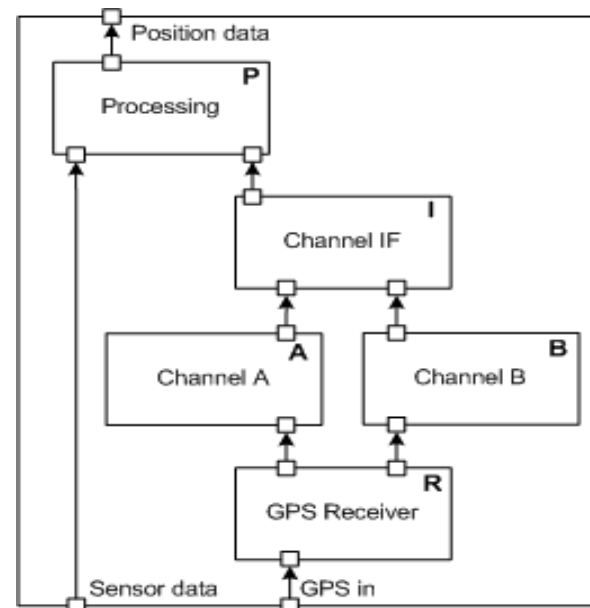 Position data
P
Processing
I
Channel IF
A
Channel A
B
Channel B
R
GPS Receiver
Sensor data
GPS in